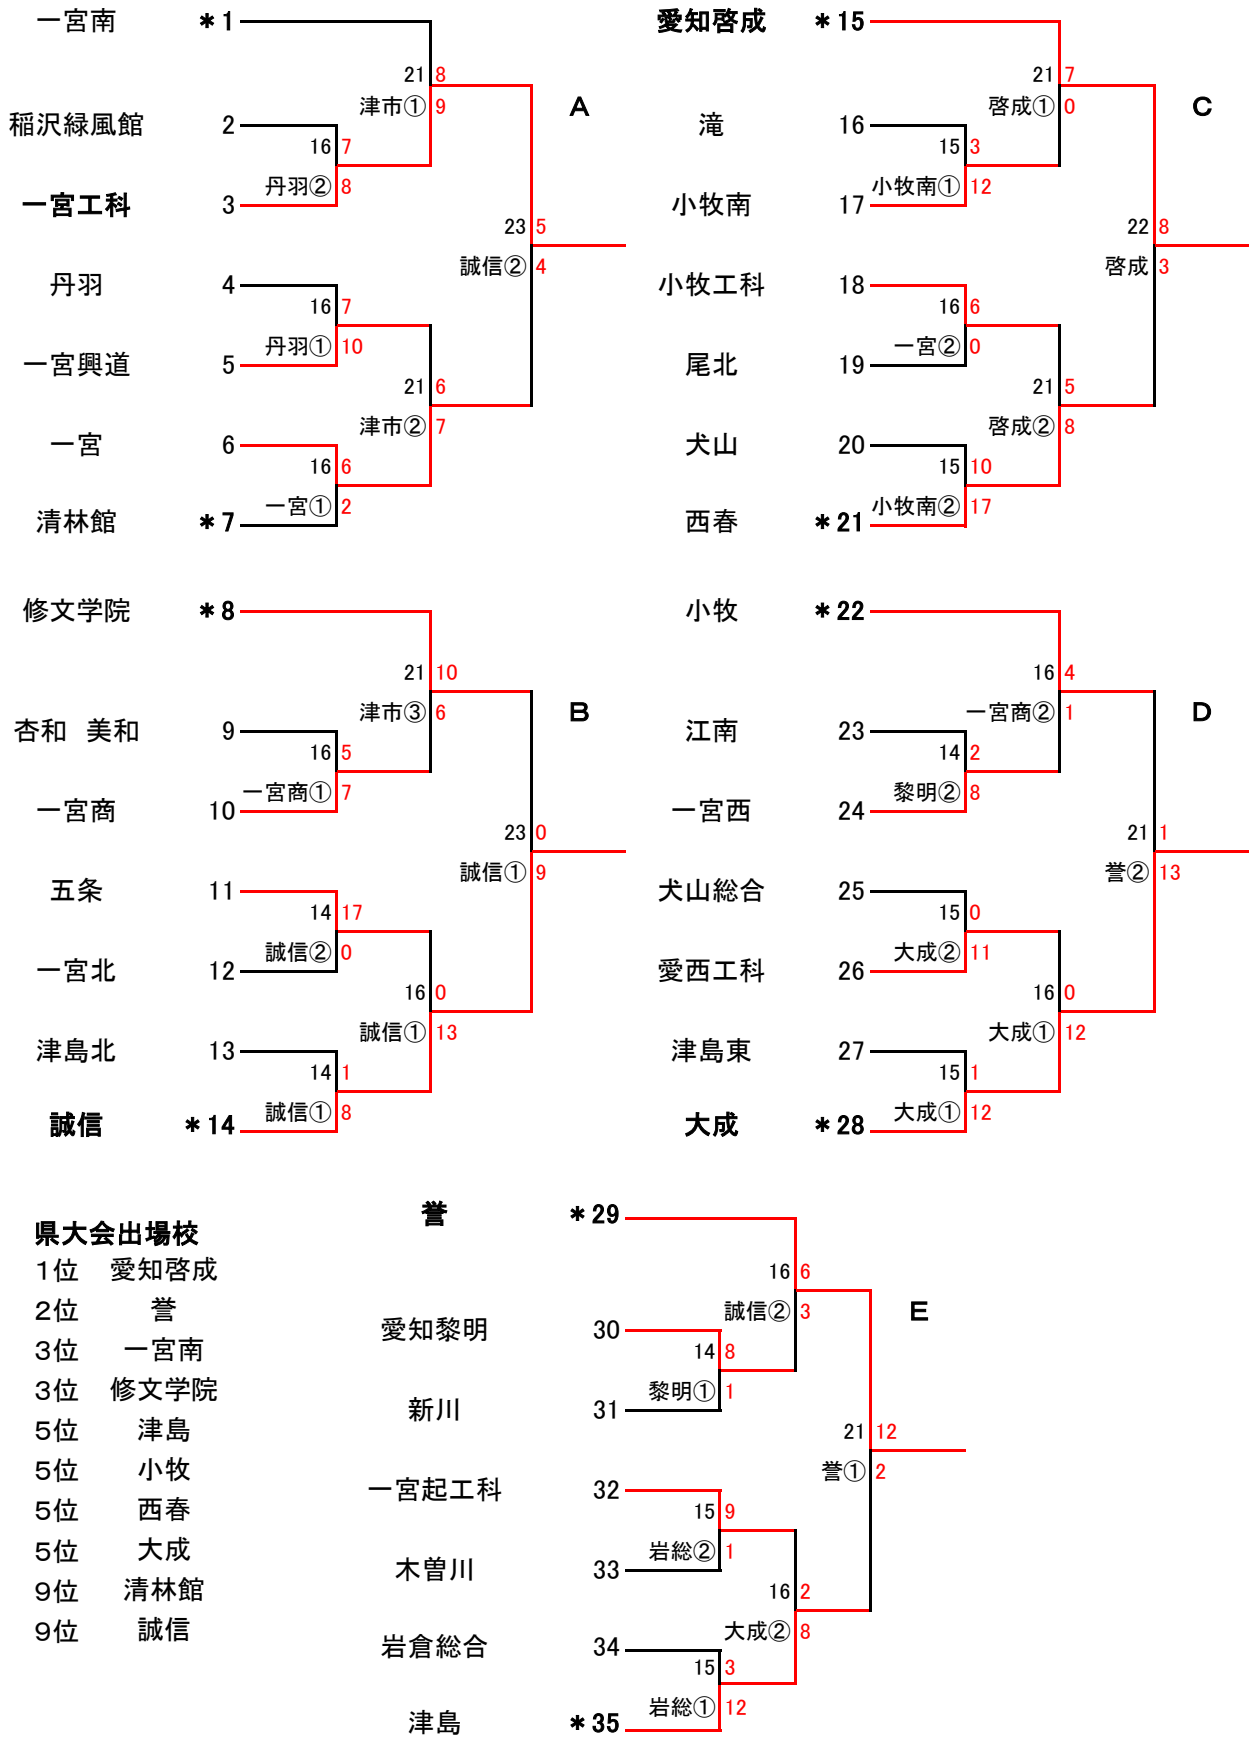 一宮南 ＊1
21 8
津市① 9
A
稲沢緑風館 2
16 7
丹羽② 8
一宮工科 3
23 5
誠信② 4
丹羽 4
16 7
丹羽① 10
一宮興道 5
21 6
津市② 7
一宮 6
16 6
一宮① 2
清林館 ＊7
愛知啓成 ＊15
21 7
啓成① 0
C
滝 16
15 3
小牧南① 12
小牧南 17
22 8
啓成 3
小牧工科 18
16 6
一宮② 0
尾北 19
21 5
啓成② 8
犬山 20
15 10
小牧南② 17
西春 ＊21
修文学院 ＊8
21 10
津市③ 6
B
杏和　美和 9
16 5
一宮商① 7
一宮商 10
23 0
誠信① 9
五条 11
14 17
誠信② 0
一宮北 12
16 0
誠信① 13
津島北 13
14 1
誠信① 8
誠信 ＊14
小牧 ＊22
16 4
一宮商② 1
D
江南 23
14 2
黎明② 8
一宮西 24
21 1
誉② 13
犬山総合 25
15 0
大成② 11
愛西工科 26
16 0
大成① 12
津島東 27
15 1
大成① 12
大成 ＊28
県大会出場校
1位 愛知啓成
2位 誉
3位 一宮南
3位 修文学院
5位 津島
5位 小牧
5位 西春
5位 大成
9位 清林館
9位 誠信
誉 ＊29
16 6
誠信② 3
E
愛知黎明 30
14 8
黎明① 1
新川 31
21 12
誉① 2
一宮起工科 32
15 9
岩総② 1
木曽川 33
16 2
大成② 8
岩倉総合 34
15 3
岩総① 12
津島 ＊35